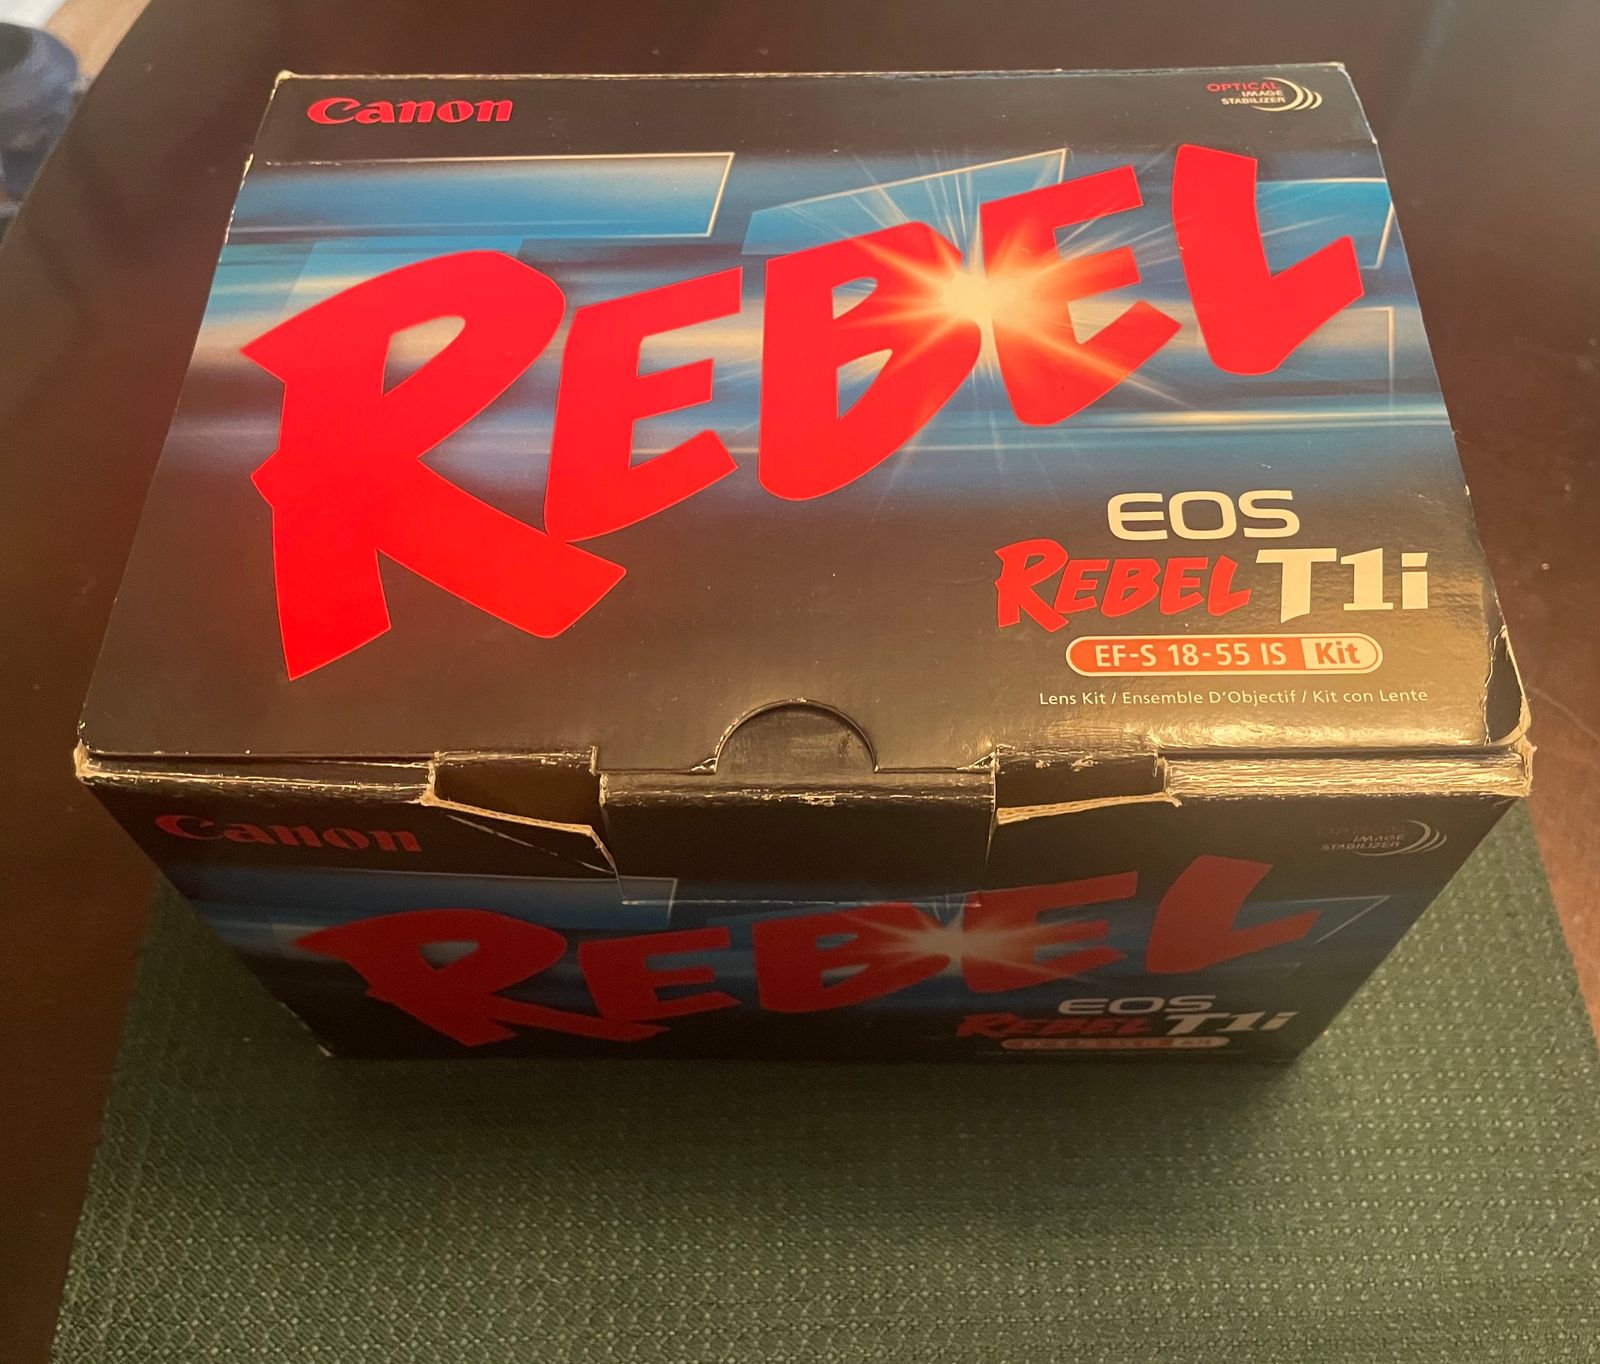 Canon
OPTICAL
IMAGE
STABILIZER
REBEL
EOS
REBEL T1i
EF-S 18-55 IS Kit
Lens Kit / Ensemble D'Objectif / Kit con Lente
Canon
IMAGE
STABILIZER
REBEL
EOS
REBEL T1i